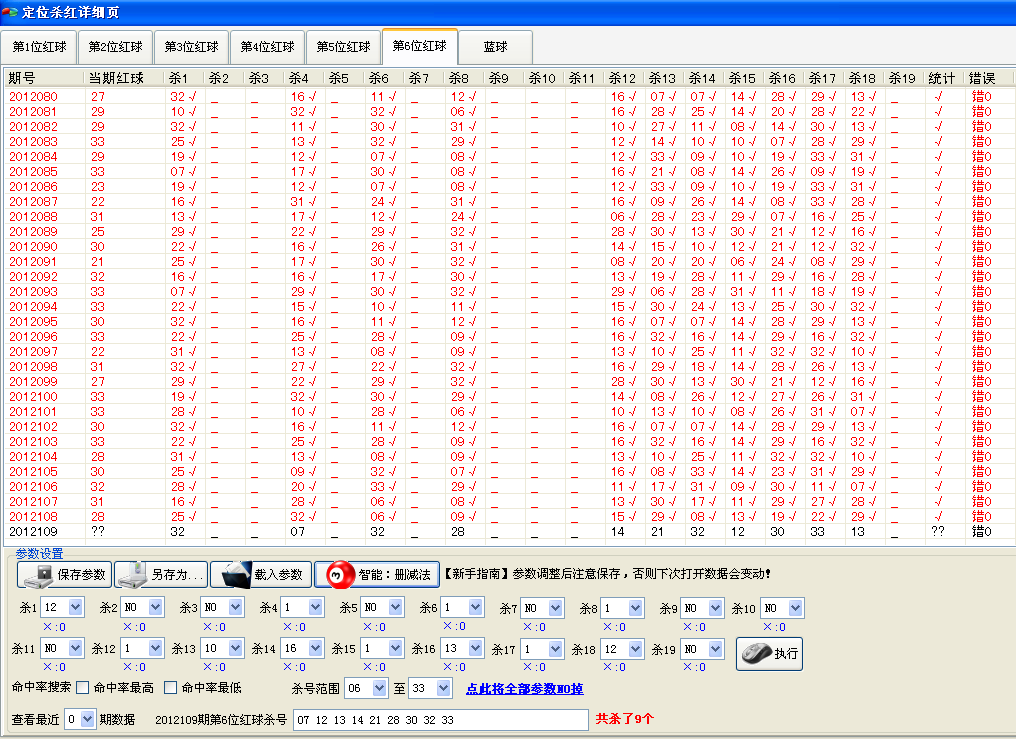 定位杀红详细页
第1位红球 第2位红球 第3位红球 第4位红球 第5位红球 第6位红球 蓝球
期号 当期红球 杀1 杀2 杀3 杀4 杀5 杀6 杀7 杀8 杀9 杀10 杀11 杀12 杀13 杀14 杀15 杀16 杀17 杀18 杀19 统计 错误
2012080 27 32 √ _ _ 16 √ _ 11 √ _ 12 √ _ _ _ 16 √ 07 √ 07 √ 14 √ 28 √ 29 √ 13 √ _ √ 错0
2012081 29 10 √ _ _ 32 √ _ 32 √ _ 06 √ _ _ _ 16 √ 28 √ 25 √ 14 √ 20 √ 28 √ 22 √ _ √ 错0
2012082 29 32 √ _ _ 11 √ _ 30 √ _ 31 √ _ _ _ 10 √ 27 √ 11 √ 08 √ 14 √ 30 √ 13 √ _ √ 错0
2012083 33 25 √ _ _ 13 √ _ 32 √ _ 29 √ _ _ _ 12 √ 14 √ 10 √ 10 √ 07 √ 28 √ 29 √ _ √ 错0
2012084 29 19 √ _ _ 12 √ _ 07 √ _ 08 √ _ _ _ 12 √ 33 √ 09 √ 10 √ 19 √ 33 √ 31 √ _ √ 错0
2012085 33 07 √ _ _ 17 √ _ 30 √ _ 08 √ _ _ _ 16 √ 21 √ 08 √ 14 √ 26 √ 09 √ 19 √ _ √ 错0
2012086 23 19 √ _ _ 12 √ _ 07 √ _ 08 √ _ _ _ 12 √ 33 √ 09 √ 10 √ 19 √ 33 √ 31 √ _ √ 错0
2012087 22 16 √ _ _ 31 √ _ 24 √ _ 31 √ _ _ _ 16 √ 09 √ 26 √ 14 √ 08 √ 33 √ 28 √ _ √ 错0
2012088 31 13 √ _ _ 17 √ _ 12 √ _ 24 √ _ _ _ 06 √ 28 √ 23 √ 29 √ 07 √ 16 √ 25 √ _ √ 错0
2012089 25 29 √ _ _ 22 √ _ 29 √ _ 32 √ _ _ _ 28 √ 30 √ 13 √ 30 √ 21 √ 12 √ 16 √ _ √ 错0
2012090 30 22 √ _ _ 16 √ _ 26 √ _ 31 √ _ _ _ 14 √ 15 √ 10 √ 12 √ 21 √ 12 √ 32 √ _ √ 错0
2012091 21 25 √ _ _ 17 √ _ 30 √ _ 32 √ _ _ _ 08 √ 20 √ 20 √ 06 √ 24 √ 08 √ 29 √ _ √ 错0
2012092 32 16 √ _ _ 16 √ _ 17 √ _ 30 √ _ _ _ 13 √ 19 √ 28 √ 11 √ 29 √ 16 √ 28 √ _ √ 错0
2012093 33 07 √ _ _ 29 √ _ 30 √ _ 32 √ _ _ _ 29 √ 06 √ 28 √ 31 √ 11 √ 18 √ 19 √ _ √ 错0
2012094 33 22 √ _ _ 15 √ _ 10 √ _ 11 √ _ _ _ 15 √ 30 √ 24 √ 13 √ 25 √ 30 √ 32 √ _ √ 错0
2012095 30 32 √ _ _ 16 √ _ 11 √ _ 12 √ _ _ _ 16 √ 07 √ 07 √ 14 √ 28 √ 29 √ 13 √ _ √ 错0
2012096 33 22 √ _ _ 25 √ _ 28 √ _ 09 √ _ _ _ 16 √ 32 √ 16 √ 14 √ 29 √ 16 √ 32 √ _ √ 错0
2012097 22 31 √ _ _ 13 √ _ 08 √ _ 09 √ _ _ _ 13 √ 10 √ 25 √ 11 √ 32 √ 32 √ 10 √ _ √ 错0
2012098 31 32 √ _ _ 27 √ _ 22 √ _ 32 √ _ _ _ 16 √ 29 √ 18 √ 14 √ 28 √ 26 √ 13 √ _ √ 错0
2012099 27 29 √ _ _ 22 √ _ 29 √ _ 32 √ _ _ _ 28 √ 30 √ 13 √ 30 √ 21 √ 12 √ 16 √ _ √ 错0
2012100 33 19 √ _ _ 32 √ _ 30 √ _ 29 √ _ _ _ 14 √ 08 √ 26 √ 12 √ 27 √ 26 √ 31 √ _ √ 错0
2012101 33 28 √ _ _ 10 √ _ 28 √ _ 06 √ _ _ _ 10 √ 13 √ 10 √ 08 √ 26 √ 31 √ 07 √ _ √ 错0
2012102 30 32 √ _ _ 16 √ _ 11 √ _ 12 √ _ _ _ 16 √ 07 √ 07 √ 14 √ 28 √ 29 √ 13 √ _ √ 错0
2012103 33 22 √ _ _ 25 √ _ 28 √ _ 09 √ _ _ _ 16 √ 32 √ 16 √ 14 √ 29 √ 16 √ 32 √ _ √ 错0
2012104 28 31 √ _ _ 13 √ _ 08 √ _ 09 √ _ _ _ 13 √ 10 √ 25 √ 11 √ 32 √ 32 √ 10 √ _ √ 错0
2012105 30 25 √ _ _ 09 √ _ 32 √ _ 07 √ _ _ _ 16 √ 08 √ 33 √ 14 √ 23 √ 31 √ 29 √ _ √ 错0
2012106 32 28 √ _ _ 20 √ _ 33 √ _ 29 √ _ _ _ 11 √ 17 √ 31 √ 09 √ 30 √ 11 √ 07 √ _ √ 错0
2012107 31 16 √ _ _ 28 √ _ 06 √ _ 08 √ _ _ _ 13 √ 30 √ 17 √ 11 √ 29 √ 27 √ 28 √ _ √ 错0
2012108 28 25 √ _ _ 32 √ _ 06 √ _ 09 √ _ _ _ 15 √ 29 √ 08 √ 13 √ 19 √ 22 √ 29 √ _ √ 错0
2012109 ?? 32 _ _ 07 _ 32 _ 28 _ _ _ 14 21 32 12 30 33 13 _ ?? 错0
参数设置
保存参数 另存为... 载入参数 智能：删减法 【新手指南】参数调整后注意保存，否则下次打开数据会变动!
杀1 12 杀2 NO 杀3 NO 杀4 1 杀5 NO 杀6 1 杀7 NO 杀8 1 杀9 NO 杀10 NO
×:0 ×:0 ×:0 ×:0 ×:0 ×:0 ×:0 ×:0 ×:0 ×:0
杀11 NO 杀12 1 杀13 10 杀14 16 杀15 1 杀16 13 杀17 1 杀18 12 杀19 NO 执行
×:0 ×:0 ×:0 ×:0 ×:0 ×:0 ×:0 ×:0 ×:0
命中率搜索 命中率最高 命中率最低 杀号范围 06 至 33 点此将全部参数NO掉
查看最近 0 期数据 2012109期第6位红球杀号 07 12 13 14 21 28 30 32 33 共杀了9个